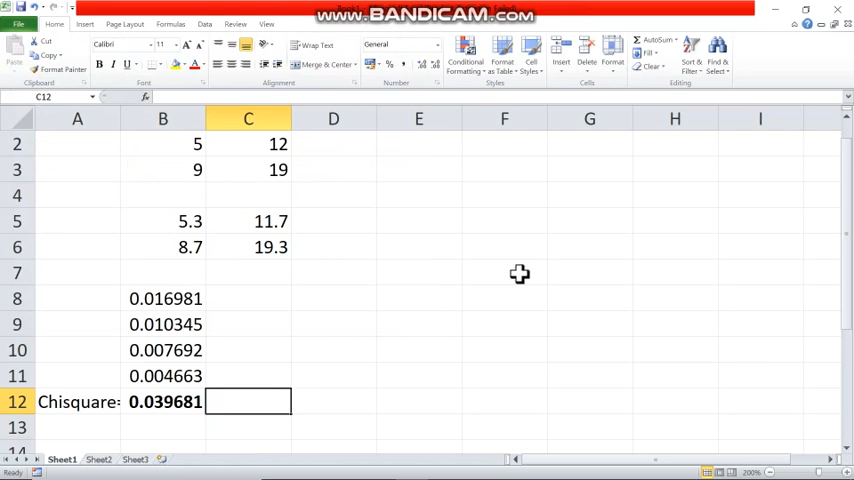 www.BANDICAM.com
File Home Insert Page Layout Formulas Data Review View
Cut
Copy
Paste
Format Painter
Clipboard
Calibri 11
B I U
Font
Wrap Text
Merge & Center
Alignment
General
% ,
Number
Conditional Formatting
Format as Table
Cell Styles
Styles
Insert Delete Format
Cells
Σ AutoSum
Fill
Clear
Sort & Filter
Find & Select
Editing
C12 fx
A B C D E F G H I
2 5 12
3 9 19
4
5 5.3 11.7
6 8.7 19.3
7
8 0.016981
9 0.010345
10 0.007692
11 0.004663
12 Chisquare= 0.039681
13
14
Sheet1 Sheet2 Sheet3
Ready 200%